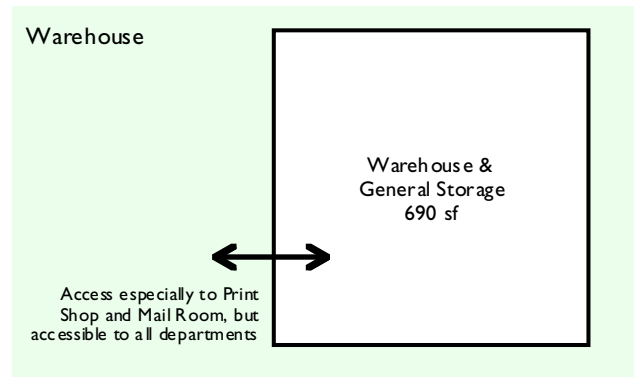 Warehouse
Warehouse &
General Storage
690 sf
Access especially to Print
Shop and Mail Room, but
accessible to all departments